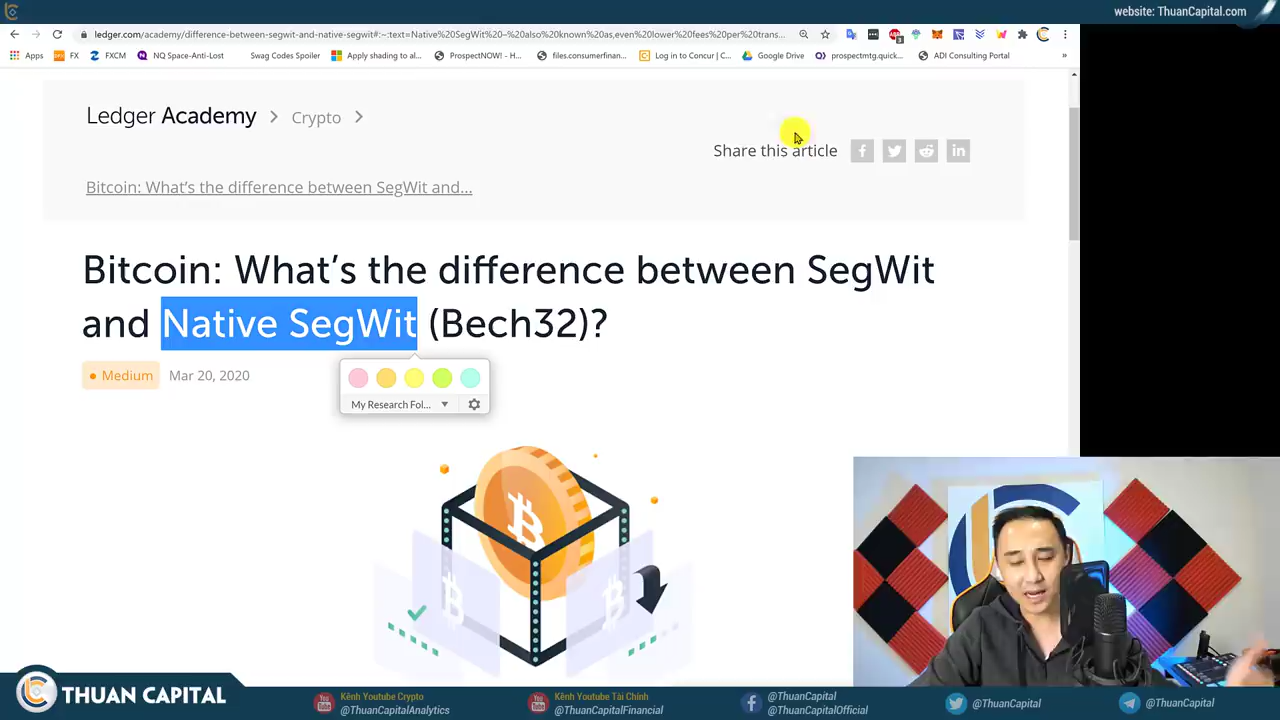 website: ThuanCapital.com
ledger.com/academy/difference-between-segwit-and-native-segwit#:~:text=Native%20SegWit%20~%20also%20known%20as,even%20lower%20fees%20per%20trans...
Apps FX FXCM NQ Space-Anti-Lost Swag Codes Spoiler Apply shading to al... ProspectNOW! - H... files.consumerfinan... Log in to Concur | C... Google Drive prospectmtg.quick... ADI Consulting Portal »
Ledger Academy > Crypto >
Share this article
Bitcoin: What's the difference between SegWit and...
Bitcoin: What's the difference between SegWit
and Native SegWit (Bech32)?
Medium Mar 20, 2020
My Research Fol...
THUAN CAPITAL
Kênh Youtube Crypto
@ThuanCapitalAnalytics
Kênh Youtube Tài Chính
@ThuanCapitalFinancial
@ThuanCapital
@ThuanCapitalOfficial
@ThuanCapital
@ThuanCapital